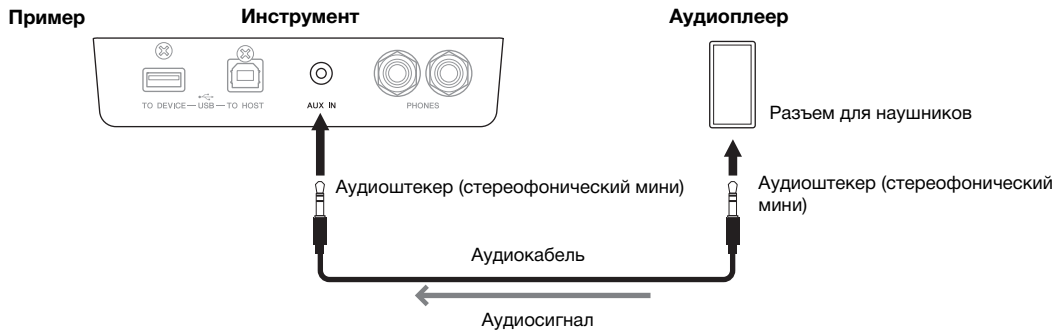 Пример
Инструмент
Аудиоплеер
TO DEVICE — USB — TO HOST
AUX IN
PHONES
Разъем для наушников
Аудиоштекер (стереофонический мини)
Аудиоштекер (стереофонический
мини)
Аудиокабель
Аудиосигнал